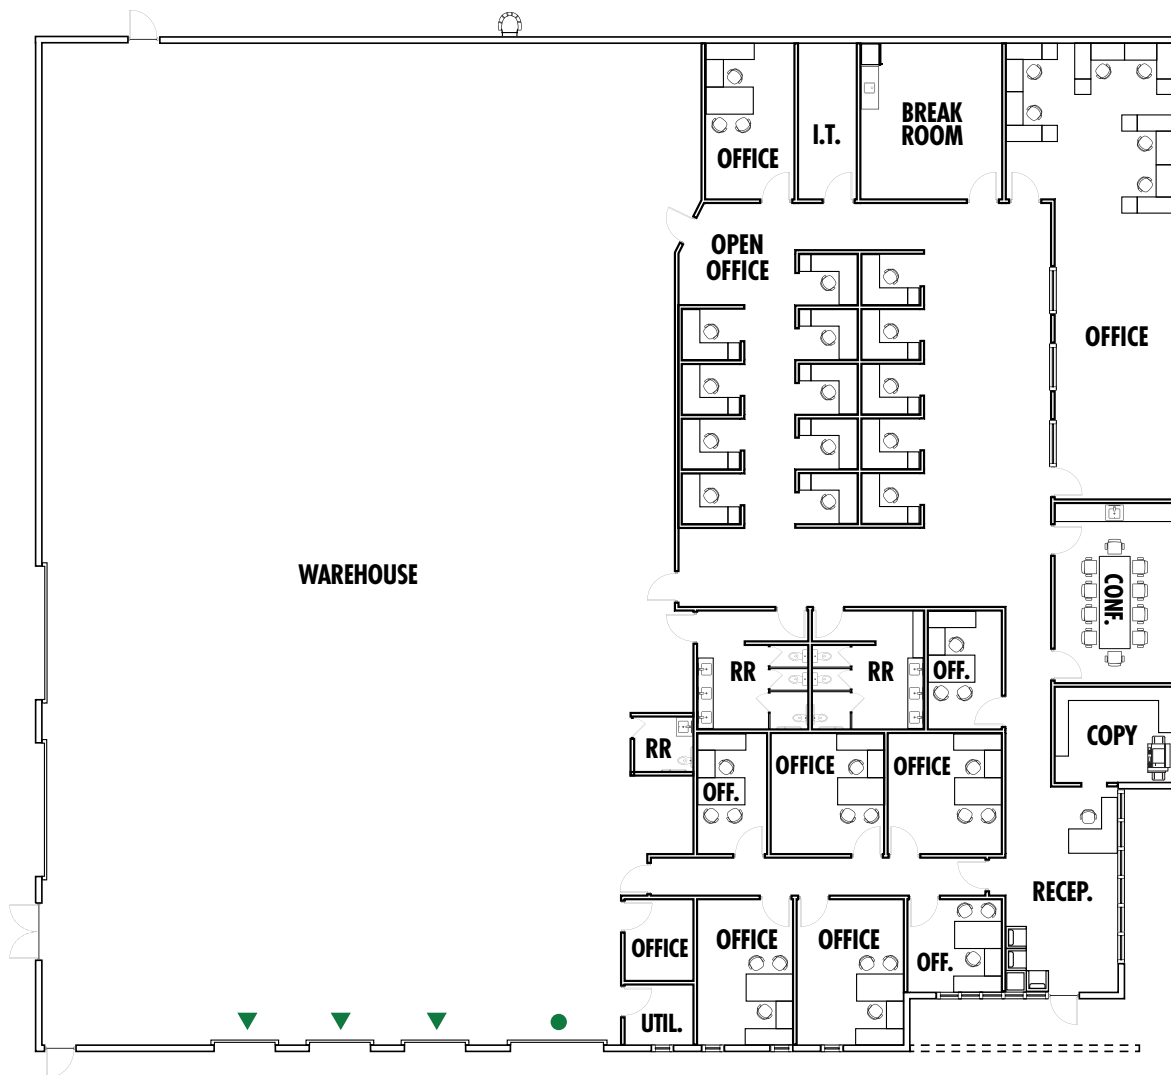 BREAK
ROOM
I.T.
OFFICE
OPEN
OFFICE
OFFICE
WAREHOUSE
CONF.
RR
RR
OFF.
COPY
RR
OFFICE
OFFICE
OFF.
RECEP.
OFFICE
OFFICE
OFFICE
OFF.
UTIL.